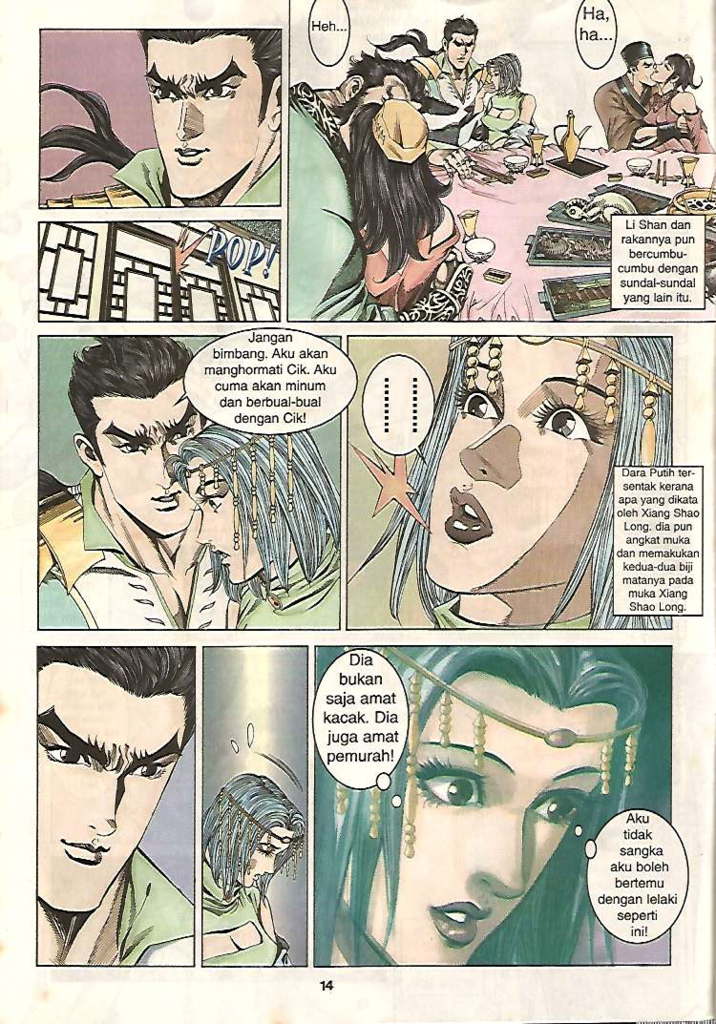 Heh...
Ha,
ha...
POP!
Li Shan dan
rakannya pun
bercumbu-
cumbu dengan
sundal-sundal
yang lain itu.
Jangan
bimbang. Aku akan
manghormati Cik. Aku
cuma akan minum
dan berbual-bual
dengan Cik!
Dara Putih ter-
sentak kerana
apa yang dikata
oleh Xiang Shao
Long. dia pun
angkat muka
dan memakukan
kedua-dua biji
matanya pada
muka Xiang
Shao Long.
Dia
bukan
saja amat
kacak. Dia
juga amat
pemurah!
Aku
tidak
sangka
aku boleh
bertemu
dengan lelaki
seperti
ini!
14